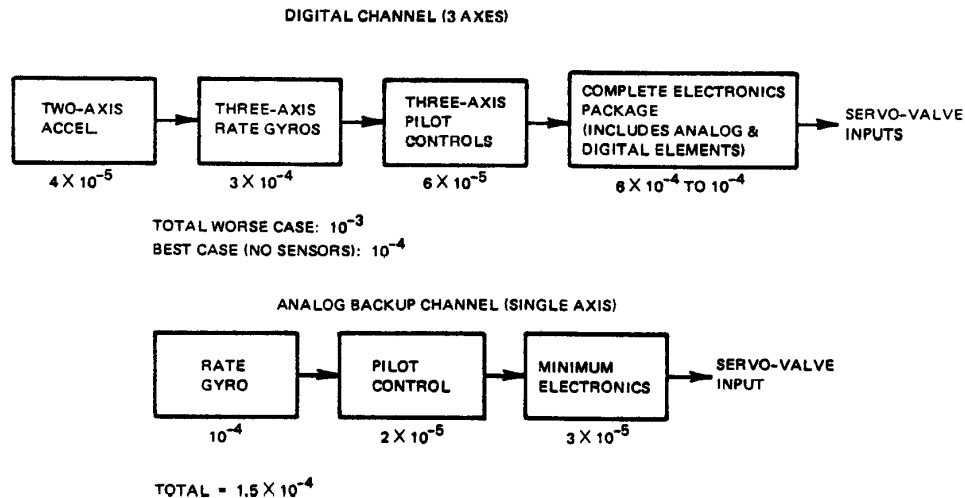 DIGITAL CHANNEL (3 AXES)
TWO-AXIS
ACCEL.
THREE-AXIS
RATE GYROS
THREE-AXIS
PILOT
CONTROLS
COMPLETE ELECTRONICS
PACKAGE
(INCLUDES ANALOG &
DIGITAL ELEMENTS)
SERVO-VALVE
INPUTS
4 X 10⁻⁵
3 X 10⁻⁴
6 X 10⁻⁵
6 X 10⁻⁴ TO 10⁻⁴
TOTAL WORSE CASE: 10⁻³
BEST CASE (NO SENSORS): 10⁻⁴
ANALOG BACKUP CHANNEL (SINGLE AXIS)
RATE
GYRO
PILOT
CONTROL
MINIMUM
ELECTRONICS
SERVO-VALVE
INPUT
10⁻⁴
2 X 10⁻⁵
3 X 10⁻⁵
TOTAL = 1.5 X 10⁻⁴